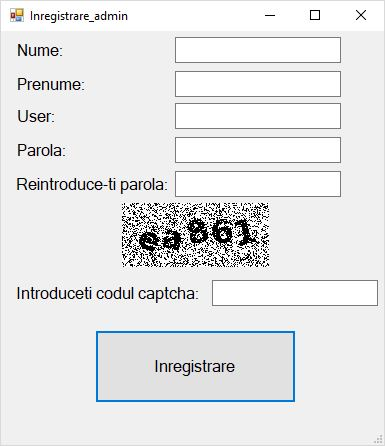 Inregistrare_admin
Nume:
Prenume:
User:
Parola:
Reintroduce-ti parola:
ea861
Introduceti codul captcha:
Inregistrare